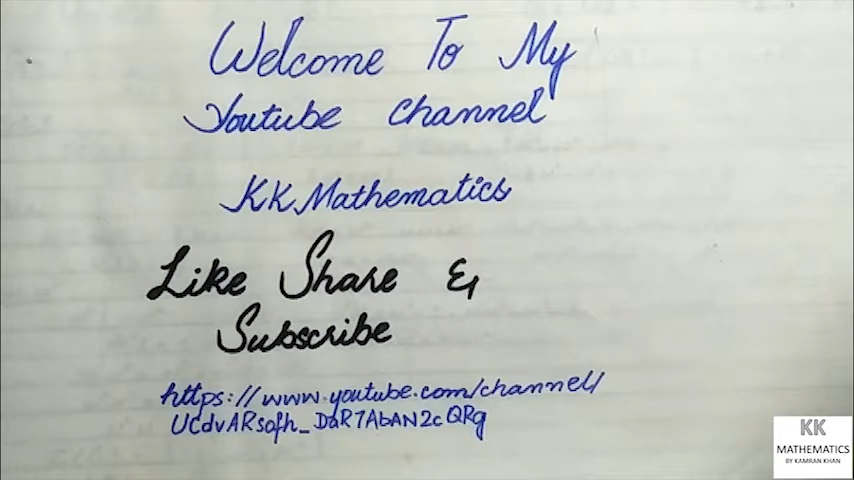 Welcome To My
Youtube channel
KK Mathematics
Like Share &
Subscribe
https://www.youtube.com/channel/
UCdvARsofh_DaR7AbAN2cQRg
KK
MATHEMATICS
BY KAMRAN KHAN